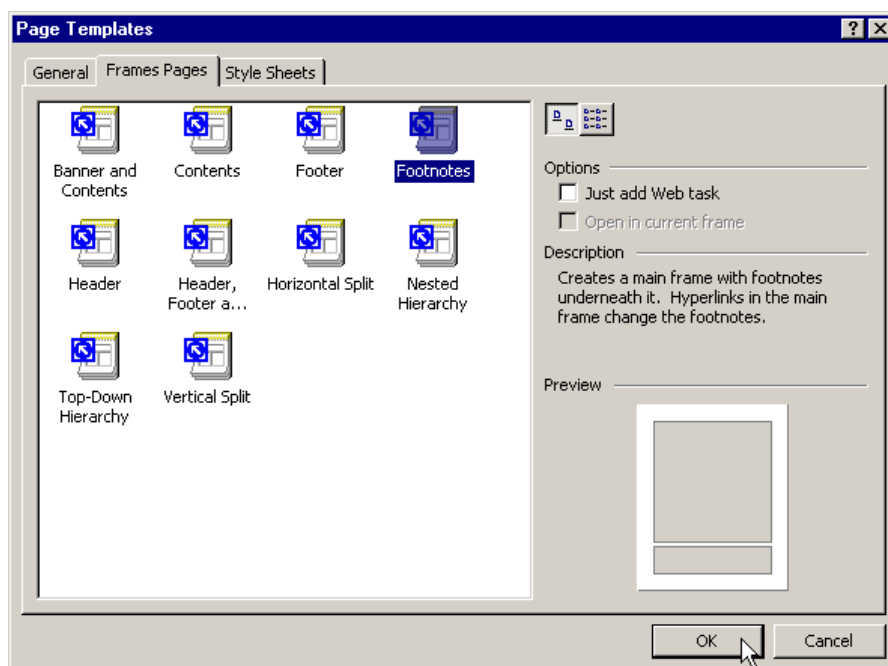 Page Templates
General Frames Pages Style Sheets
Banner and
Contents
Contents
Footer
Footnotes
Header
Header,
Footer a...
Horizontal Split
Nested
Hierarchy
Top-Down
Hierarchy
Vertical Split
Options
Just add Web task
Open in current frame
Description
Creates a main frame with footnotes
underneath it. Hyperlinks in the main
frame change the footnotes.
Preview
OK Cancel